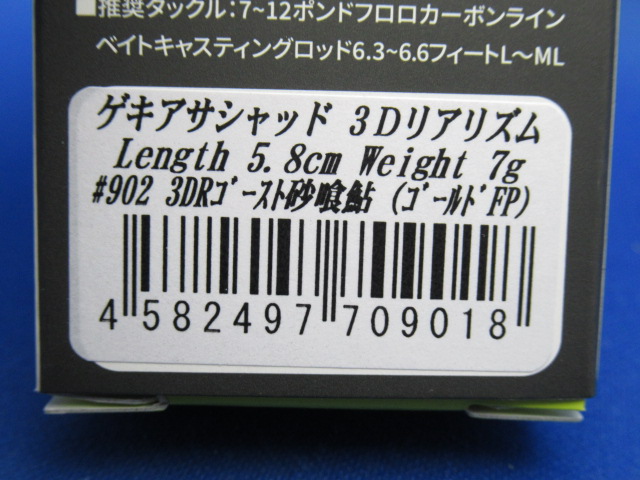 ■推奨タックル：7~12ポンドフロロカーボンライン
ベイトキャスティングロッド6.3~6.6フィートL～ML
ゲキアサシャッド 3Dリアリズム
Length 5.8cm Weight 7g
#902 3DRｺﾞｰｽﾄ砂喰鮎 (ｺﾞｰﾙﾄﾞFP)
4 582497 709018